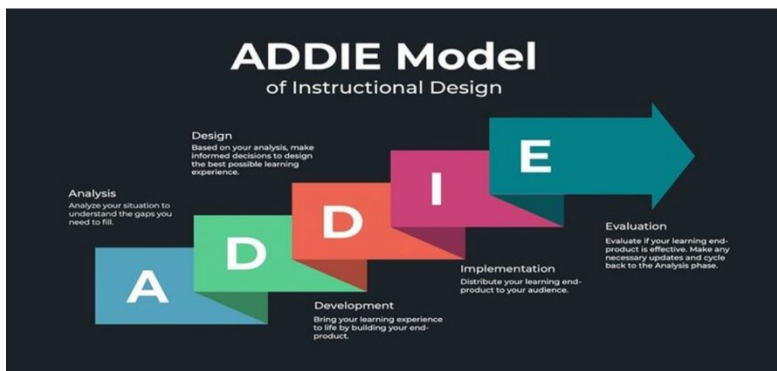 ADDIE Model
of Instructional Design
Analysis
Analyze your situation to
understand the gaps you
need to fill.
A
Design
Based on your analysis, make
informed decisions to design
the best possible learning
experience.
D
Development
Bring your learning experience
to life by building your end-
product.
D
Implementation
Distribute your learning end-
product to your audience.
I
Evaluation
Evaluate if your learning end-
product is effective. Make any
necessary updates and cycle
back to the Analysis phase.
E